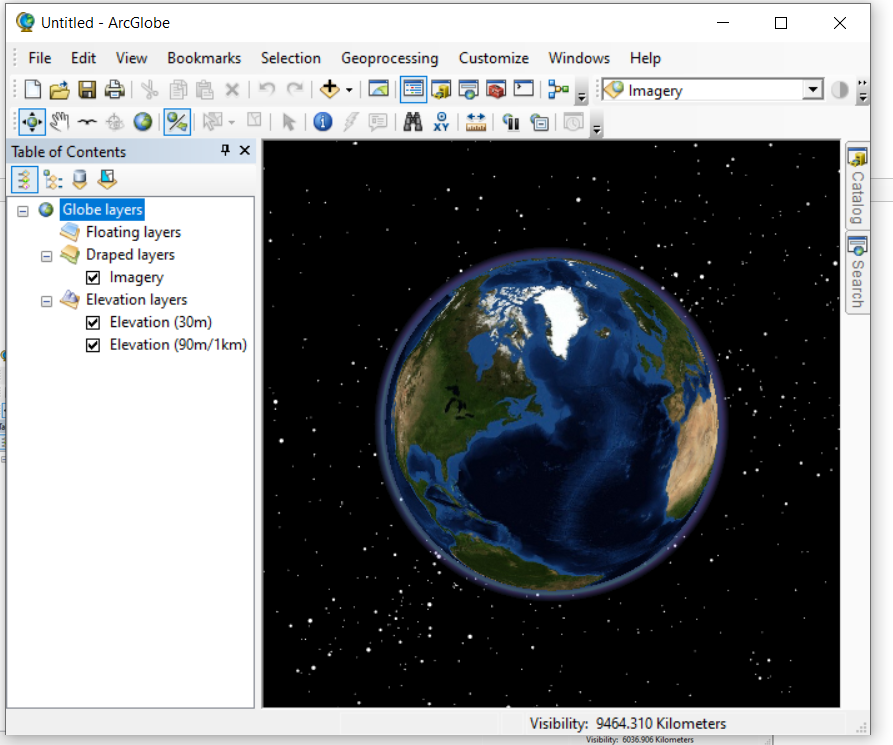 Untitled - ArcGlobe
File Edit View Bookmarks Selection Geoprocessing Customize Windows Help
Imagery
XY
Table of Contents
Globe layers
Floating layers
Draped layers
Imagery
Elevation layers
Elevation (30m)
Elevation (90m/1km)
Catalog
Search
Visibility: 9464.310 Kilometers
Visibility: 6036.906 Kilometers